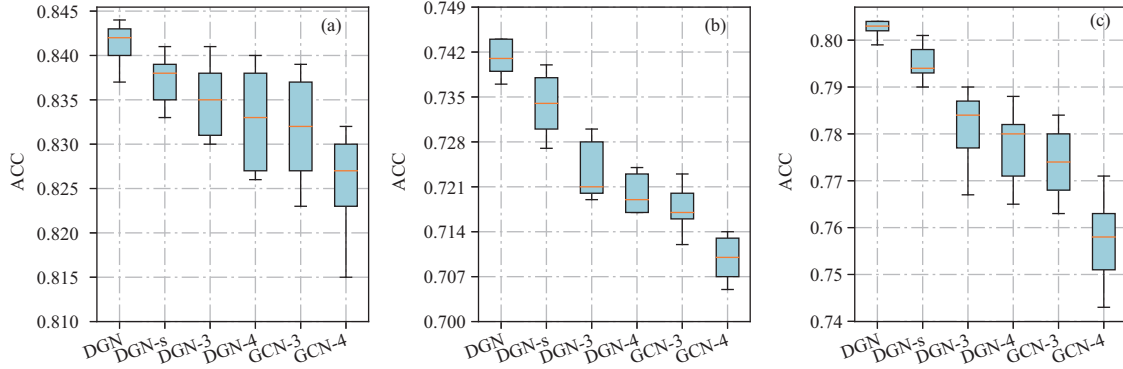 (a)
ACC
0.845
0.840
0.835
0.830
0.825
0.820
0.815
0.810
DGN
DGN-s
DGN-3
DGN-4
GCN-3
GCN-4
(b)
ACC
0.749
0.742
0.735
0.728
0.721
0.714
0.707
0.700
DGN
DGN-s
DGN-3
DGN-4
GCN-3
GCN-4
(c)
ACC
0.80
0.79
0.78
0.77
0.76
0.75
0.74
DGN
DGN-s
DGN-3
DGN-4
GCN-3
GCN-4